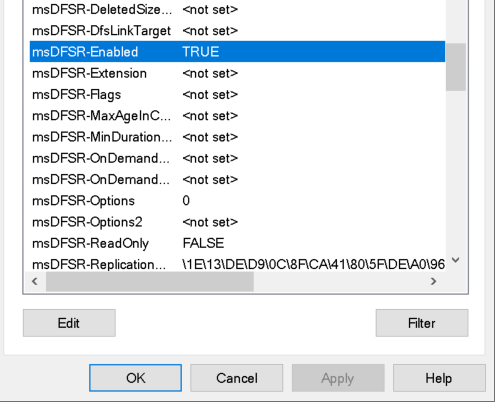 msDFSR-DeletedSize... <not set>
msDFSR-DfsLinkTarget <not set>
msDFSR-Enabled TRUE
msDFSR-Extension <not set>
msDFSR-Flags <not set>
msDFSR-MaxAgeInC... <not set>
msDFSR-MinDuration... <not set>
msDFSR-OnDemand... <not set>
msDFSR-OnDemand... <not set>
msDFSR-Options 0
msDFSR-Options2 <not set>
msDFSR-ReadOnly FALSE
msDFSR-Replication... \1E\13\DE\D9\0C\8F\CA\41\80\5F\DE\A0\96
Edit Filter
OK Cancel Apply Help